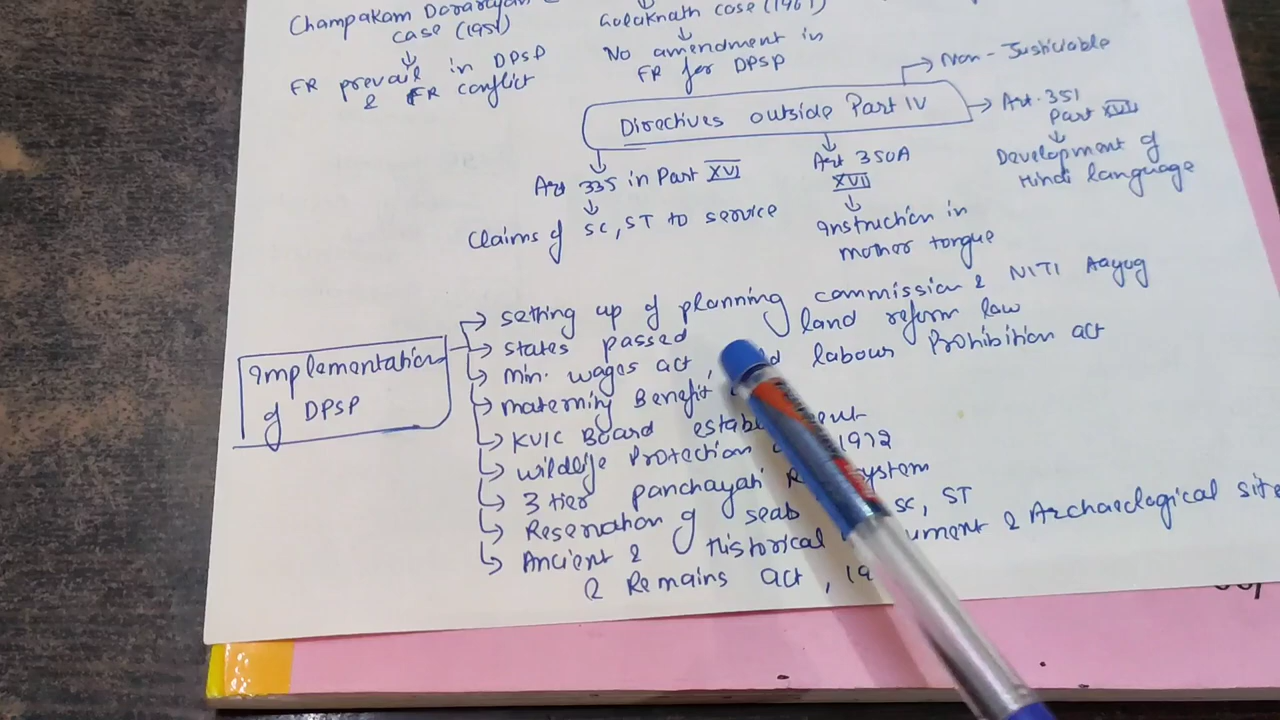 Champakam Dorarajan
case (1951)
FR prevail in DPSP
& FR conflict
Golaknath case (1967)
No amendment in
FR for DPSP
Directives outside Part IV
Non-Justiciable
Art. 351
Part XVII
Development of
Hindi language
Art 335 in Part XVI
Claims of SC, ST to service
Art 350A
XVII
Instruction in
mother torgue
Implementation
of DPSP
setting up of planning commission & NITI Aayog
states passed land reform law
Min. wages act, labour Prohibition act
Maternity Benefit
KVIC Board
Wildlife Protection 1972
3 tier panchayati system
Reservation of seats SC, ST
Ancient & Historical & Archaeological site
& Remains act,